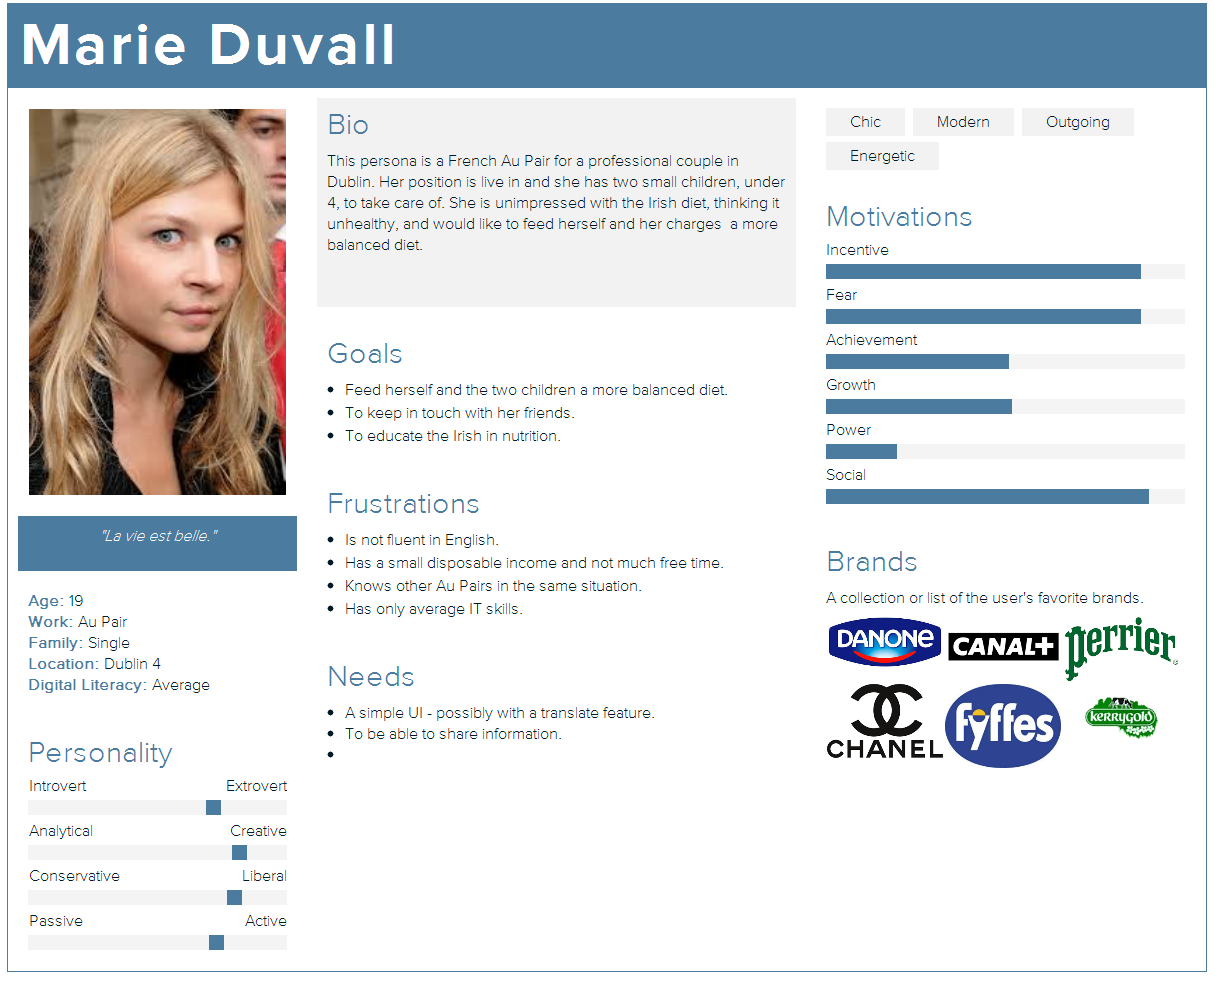 Marie Duvall
"La vie est belle."
Age: 19
Work: Au Pair
Family: Single
Location: Dublin 4
Digital Literacy: Average
Personality
Introvert Extrovert
Analytical Creative
Conservative Liberal
Passive Active
Bio
This persona is a French Au Pair for a professional couple in
Dublin. Her position is live in and she has two small children, under
4, to take care of. She is unimpressed with the Irish diet, thinking it
unhealthy, and would like to feed herself and her charges  a more
balanced diet.
Goals
• Feed herself and the two children a more balanced diet.
• To keep in touch with her friends.
• To educate the Irish in nutrition.
Frustrations
• Is not fluent in English.
• Has a small disposable income and not much free time.
• Knows other Au Pairs in the same situation.
• Has only average IT skills.
Needs
• A simple UI - possibly with a translate feature.
• To be able to share information.
•
Chic Modern Outgoing
Energetic
Motivations
Incentive
Fear
Achievement
Growth
Power
Social
Brands
A collection or list of the user's favorite brands.
DANONE CANAL+ perrier
CHANEL fyffes kerrygold